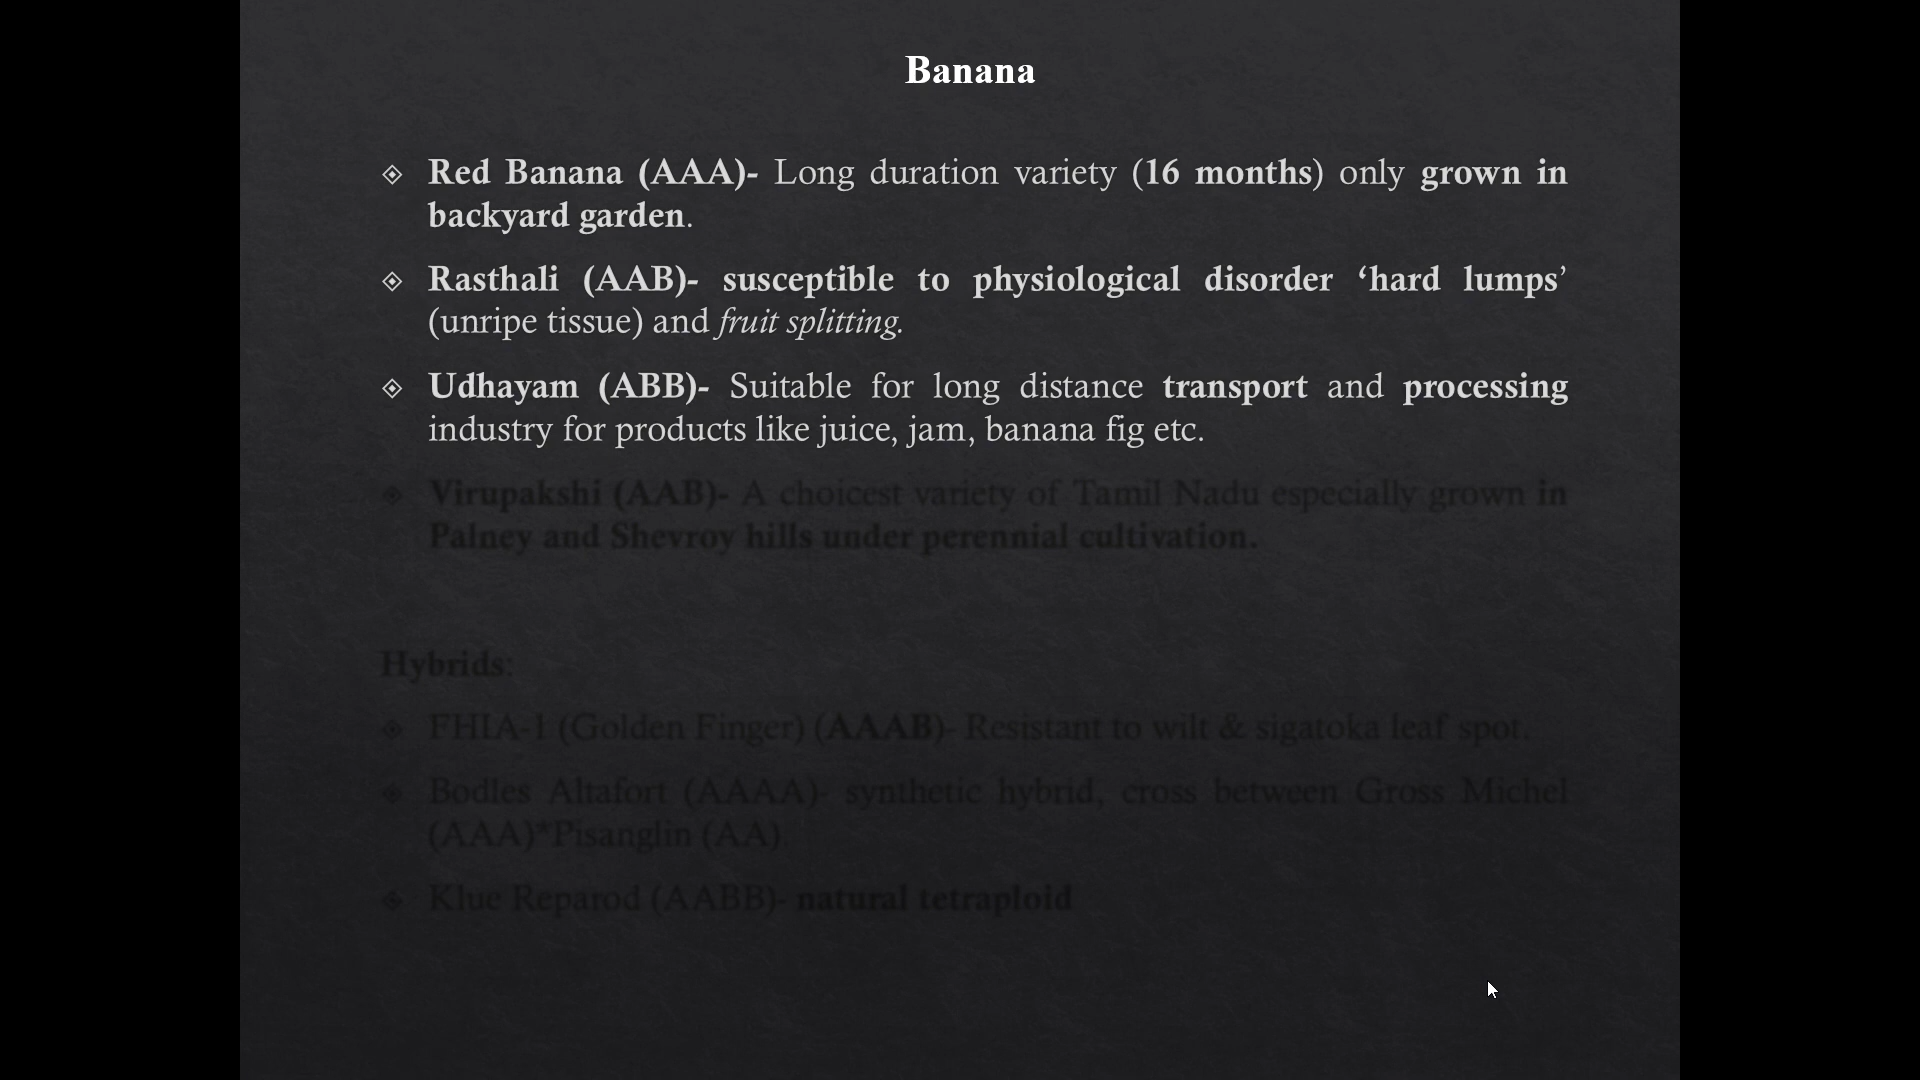 Banana
Red Banana (AAA)- Long duration variety (16 months) only grown in
backyard garden.
Rasthali (AAB)- susceptible to physiological disorder ‘hard lumps’
(unripe tissue) and fruit splitting.
Udhayam (ABB)- Suitable for long distance transport and processing
industry for products like juice, jam, banana fig etc.
Virupakshi (AAB)- A choicest variety of Tamil Nadu especially grown in
Palney and Shevroy hills under perennial cultivation.
Hybrids:
FHIA-1 (Golden Finger) (AAAB)- Resistant to wilt & sigatoka leaf spot.
Bodles Altafort (AAAA)- synthetic hybrid, cross between Gross Michel
(AAA)*Pisanglin (AA).
Klue Reparod (AABB)- natural tetraploid